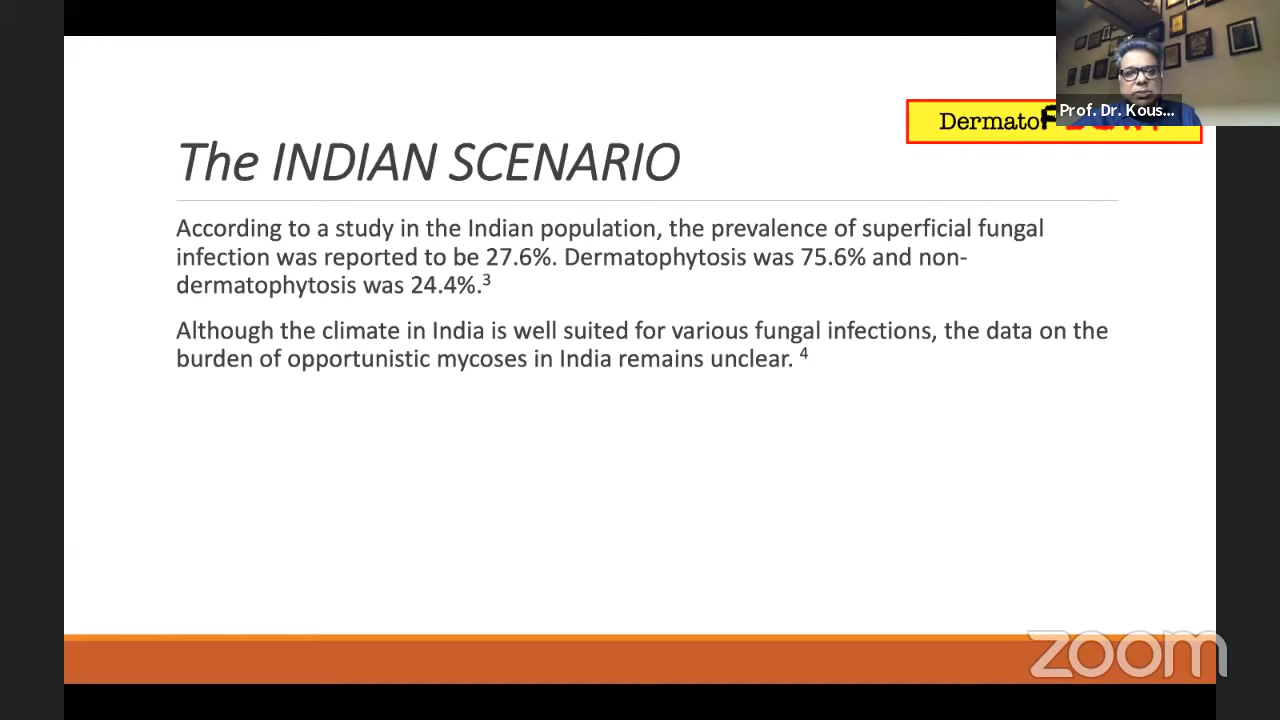 Prof. Dr. Kous...
Dermato
The INDIAN SCENARIO
According to a study in the Indian population, the prevalence of superficial fungal
infection was reported to be 27.6%. Dermatophytosis was 75.6% and non-
dermatophytosis was 24.4%.³
Although the climate in India is well suited for various fungal infections, the data on the
burden of opportunistic mycoses in India remains unclear. ⁴
zoom